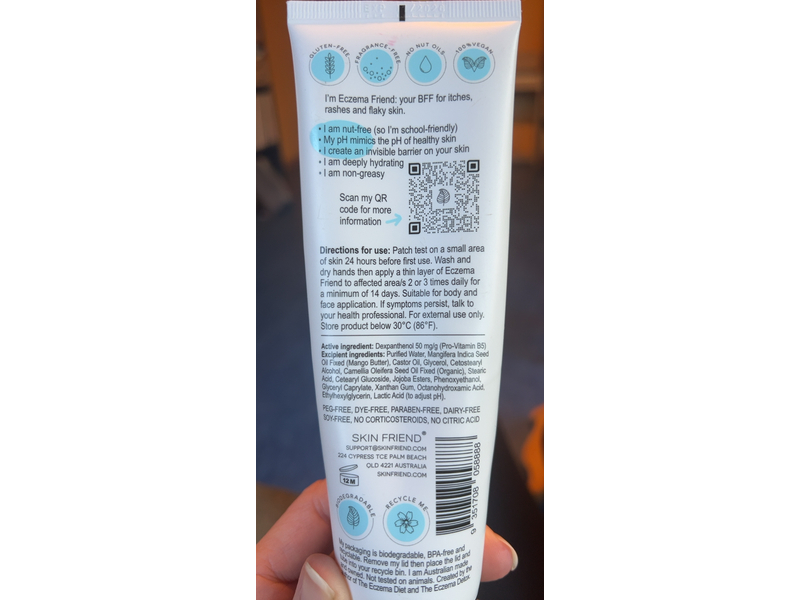 GLUTEN-FREE
FRAGRANCE-FREE
NO NUT OILS
100% VEGAN
I'm Eczema Friend: your BFF for itches,
rashes and flaky skin.
• I am nut-free (so I'm school-friendly)
• My pH mimics the pH of healthy skin
• I create an invisible barrier on your skin
• I am deeply hydrating
• I am non-greasy
Scan my QR
code for more
information
Directions for use: Patch test on a small area
of skin 24 hours before first use. Wash and
dry hands then apply a thin layer of Eczema
Friend to affected area/s 2 or 3 times daily for
a minimum of 14 days. Suitable for body and
face application. If symptoms persist, talk to
your health professional. For external use only.
Store product below 30°C (86°F).
Active ingredient: Dexpanthenol 50 mg/g (Pro-Vitamin B5)
Excipient ingredients: Purified Water, Mangifera Indica Seed
Oil Fixed (Mango Butter), Castor Oil, Glycerol, Cetostearyl
Alcohol, Camellia Oleifera Seed Oil Fixed (Organic), Stearic
Acid, Cetearyl Glucoside, Jojoba Esters, Phenoxyethanol,
Glyceryl Caprylate, Xanthan Gum, Octanohydroxamic Acid,
Ethylhexylglycerin, Lactic Acid (to adjust pH).
PEG-FREE, DYE-FREE, PARABEN-FREE, DAIRY-FREE
SOY-FREE, NO CORTICOSTEROIDS, NO CITRIC ACID
SKIN FRIEND®
SUPPORT@SKINFRIEND.COM
224 CYPRESS TCE PALM BEACH
QLD 4221 AUSTRALIA
SKINFRIEND.COM
12 M
9 351708 058888
BIODEGRADABLE
RECYCLE ME
My packaging is biodegradable, BPA-free and
recyclable. Remove my lid then place the lid and
tube into your recycle bin. I am Australian made
and owned. Not tested on animals. Created by the
of The Eczema Diet and The Eczema Detox.